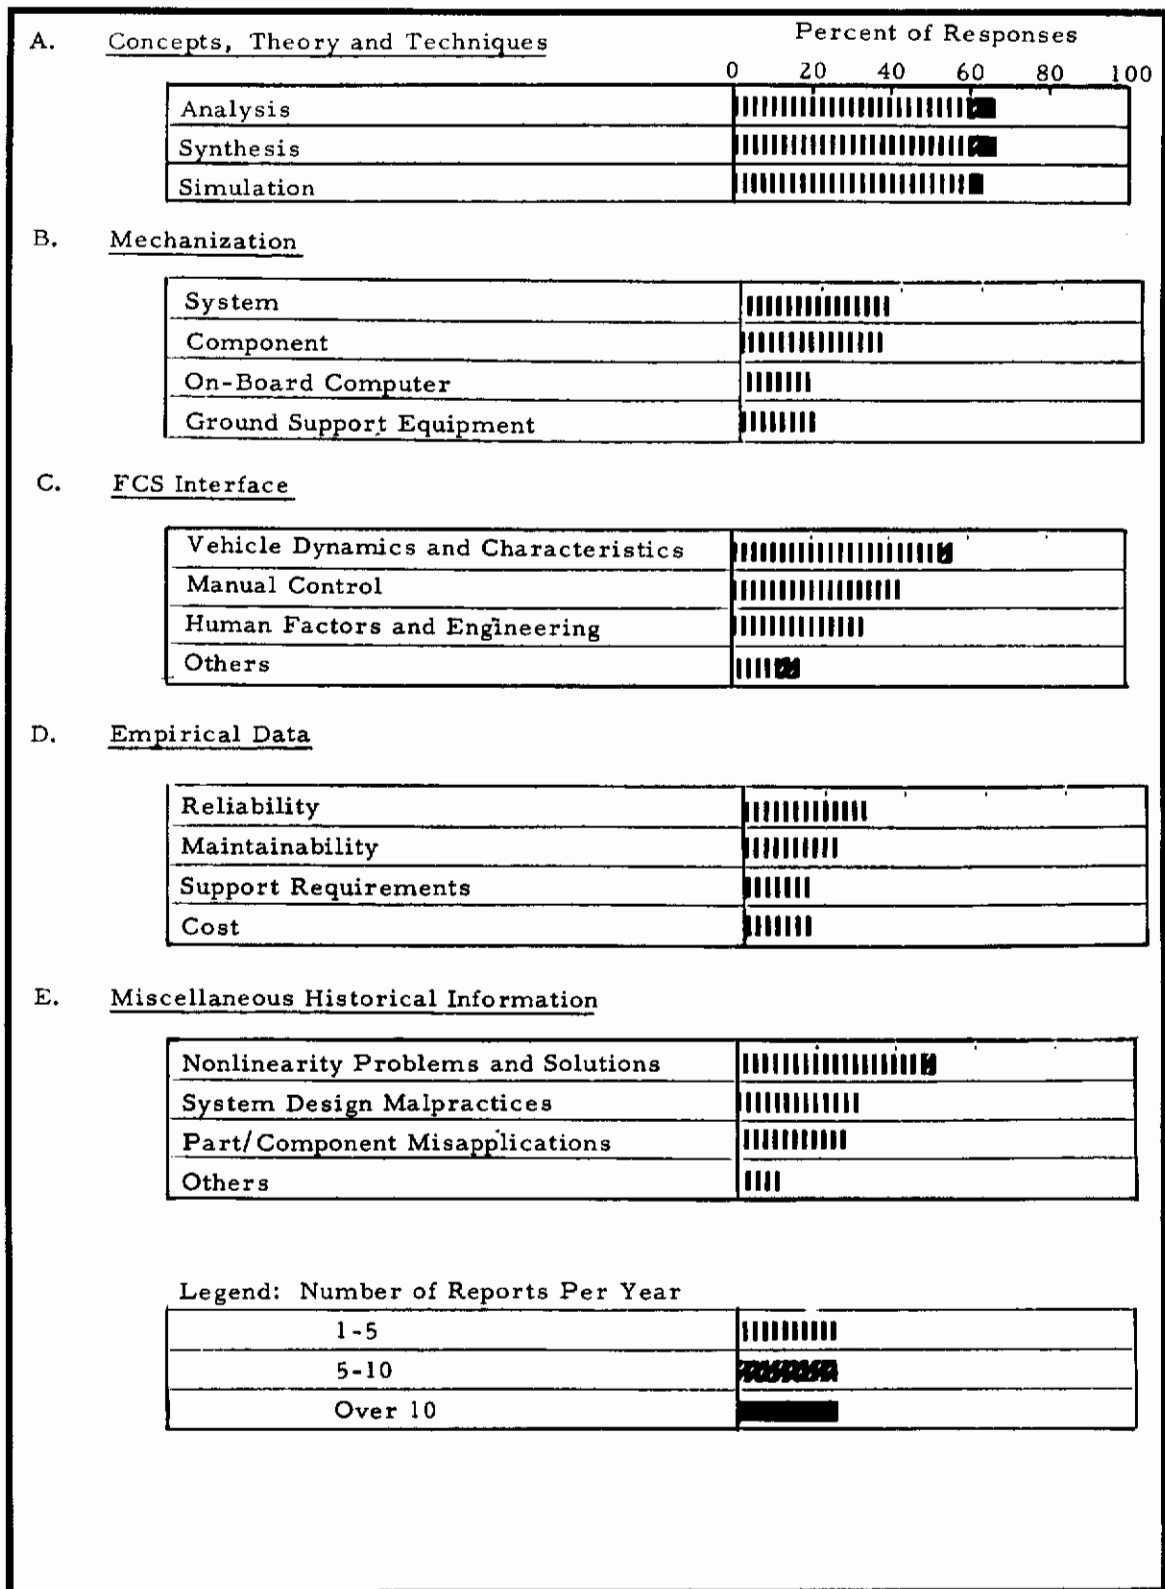 A. Concepts, Theory and Techniques Percent of Responses
0 20 40 60 80 100
Analysis
Synthesis
Simulation
B. Mechanization
System
Component
On-Board Computer
Ground Support Equipment
C. FCS Interface
Vehicle Dynamics and Characteristics
Manual Control
Human Factors and Engineering
Others
D. Empirical Data
Reliability
Maintainability
Support Requirements
Cost
E. Miscellaneous Historical Information
Nonlinearity Problems and Solutions
System Design Malpractices
Part/Component Misapplications
Others
Legend: Number of Reports Per Year
1-5
5-10
Over 10